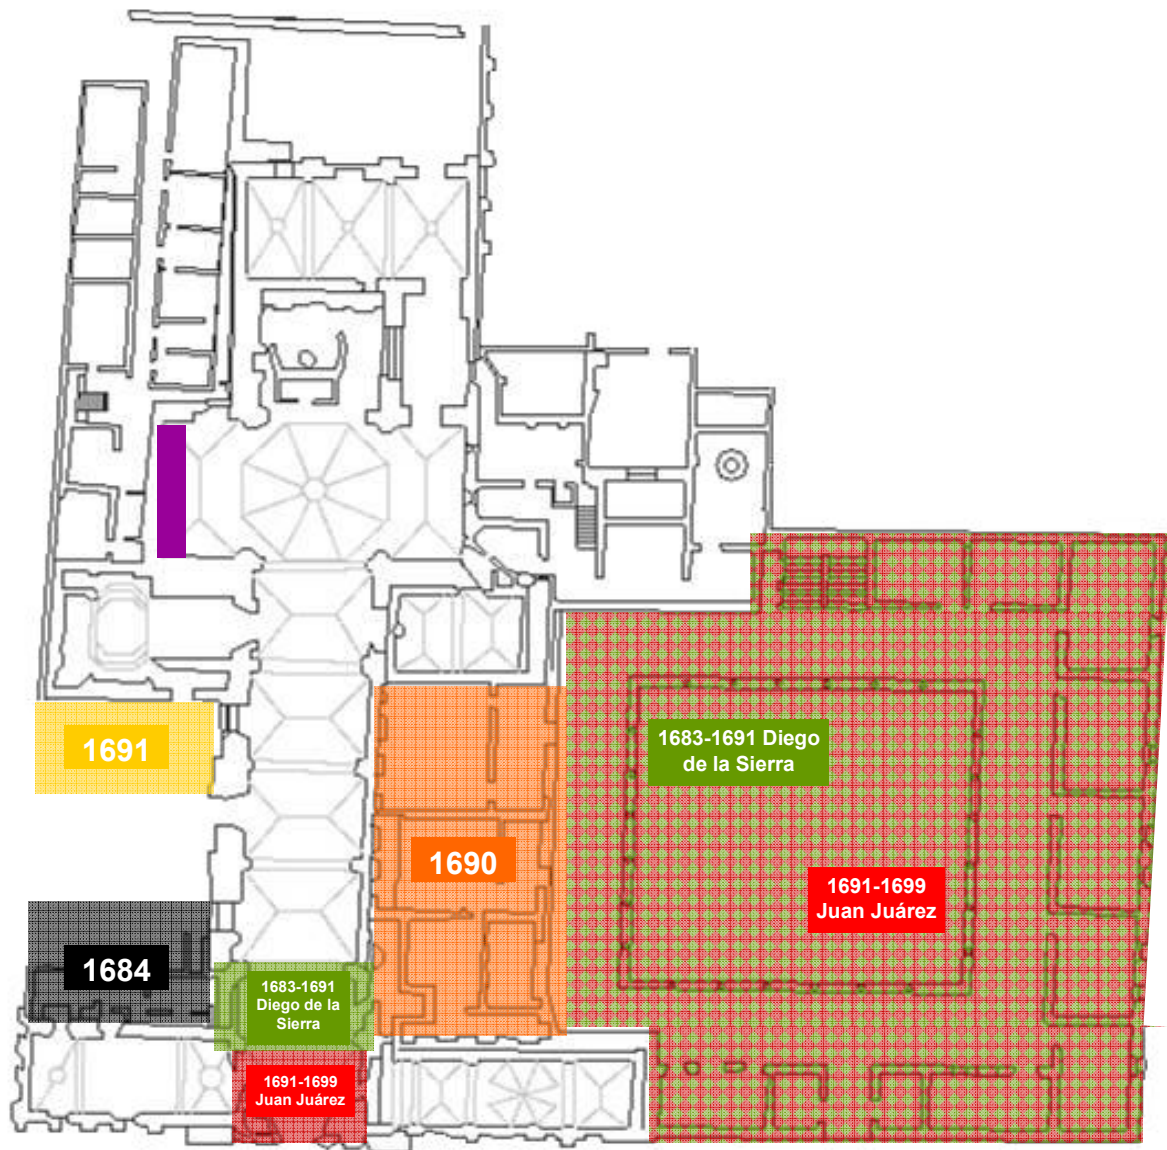 1683-1691 Diego
de la Sierra
1691
1690
1691-1699
Juan Juárez
1684
1683-1691
Diego de la
Sierra
1691-1699
Juan Juárez